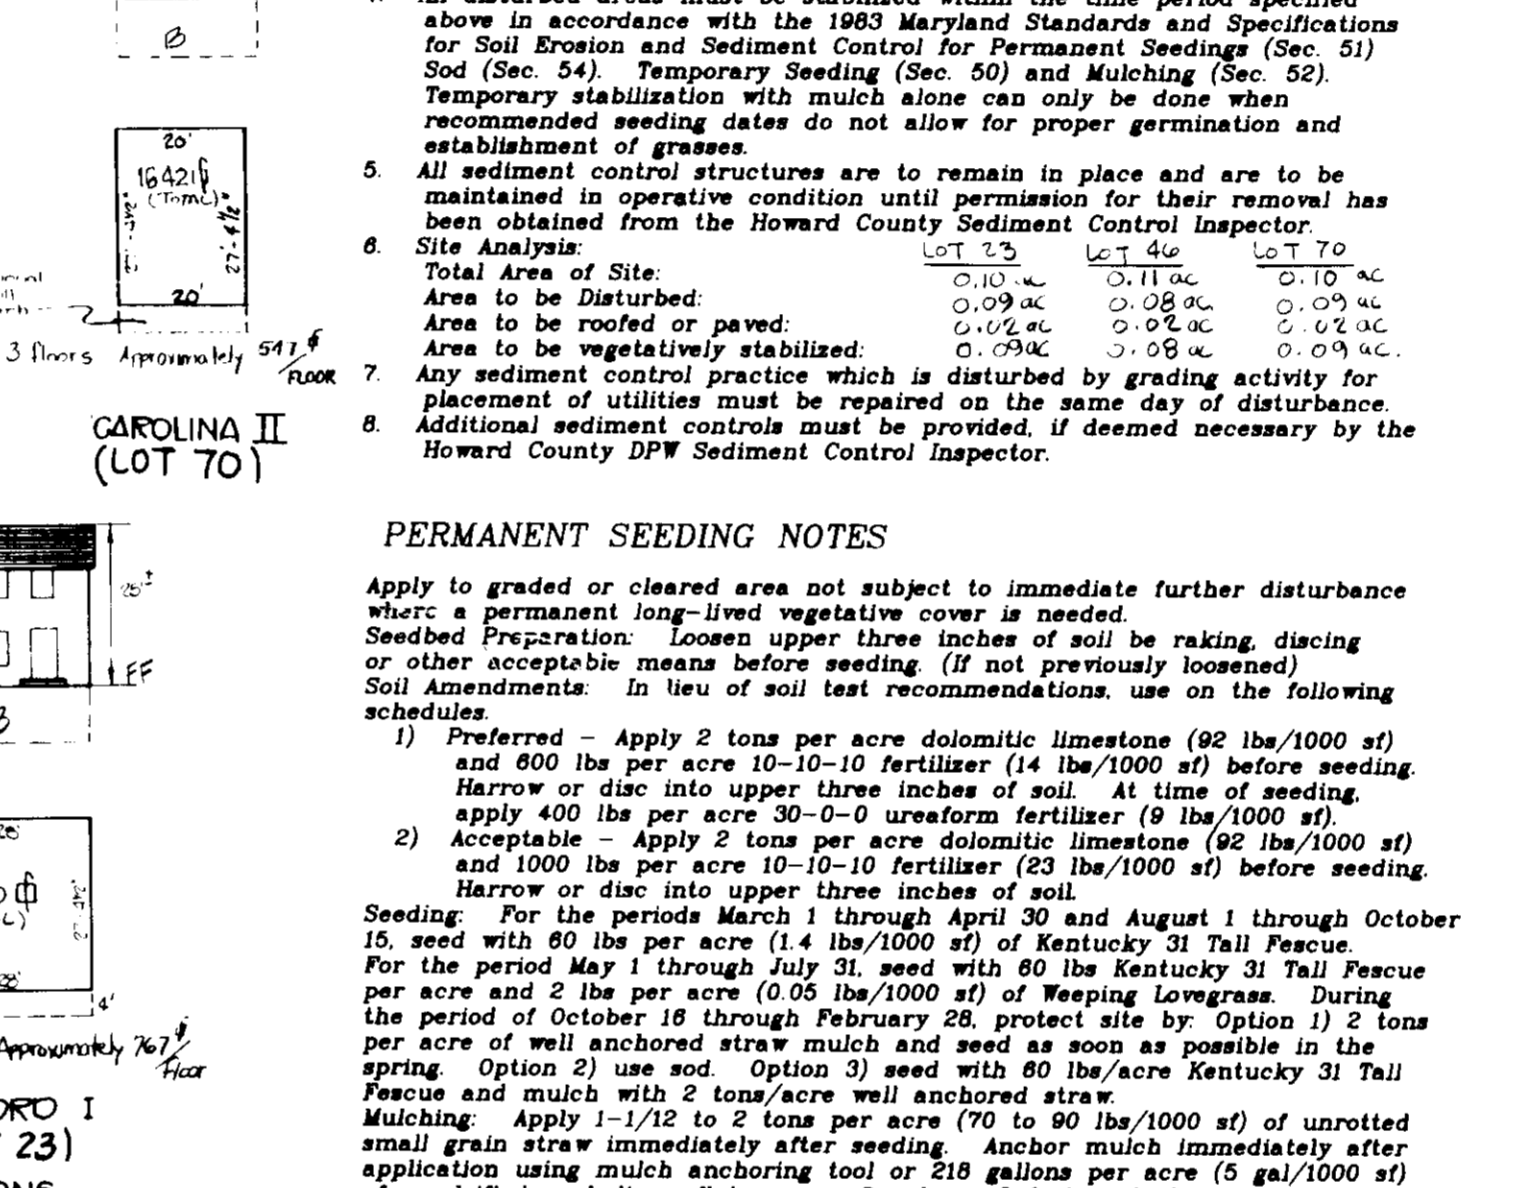 above in accordance with the 1983 Maryland Standards and Specifications
for Soil Erosion and Sediment Control for Permanent Seedings (Sec. 51)
Sod (Sec. 54). Temporary Seeding (Sec. 50) and Mulching (Sec. 52).
Temporary stabilization with mulch alone can only be done when
recommended seeding dates do not allow for proper germination and
establishment of grasses.
5. All sediment control structures are to remain in place and are to be
maintained in operative condition until permission for their removal has
been obtained from the Howard County Sediment Control Inspector.
6. Site Analysis: LOT 23 LOT 46 LOT 70
Total Area of Site: 0.10 0.11 ac 0.10 ac
Area to be Disturbed: 0.09 ac 0.08 ac 0.09 ac
Area to be roofed or paved: 0.02 ac 0.02 ac 0.02 ac
Area to be vegetatively stabilized: 0.09 ac 0.08 ac 0.09 ac.
7. Any sediment control practice which is disturbed by grading activity for
placement of utilities must be repaired on the same day of disturbance.
8. Additional sediment controls must be provided, if deemed necessary by the
Howard County DPW Sediment Control Inspector.
PERMANENT SEEDING NOTES
Apply to graded or cleared area not subject to immediate further disturbance
where a permanent long-lived vegetative cover is needed.
Seedbed Preparation: Loosen upper three inches of soil be raking, discing
or other acceptable means before seeding. (If not previously loosened)
Soil Amendments: In lieu of soil test recommendations, use on the following
schedules.
1) Preferred - Apply 2 tons per acre dolomitic limestone (92 lbs/1000 sf)
and 600 lbs per acre 10-10-10 fertilizer (14 lbs/1000 sf) before seeding.
Harrow or disc into upper three inches of soil. At time of seeding,
apply 400 lbs per acre 30-0-0 ureaform fertilizer (9 lbs/1000 sf).
2) Acceptable - Apply 2 tons per acre dolomitic limestone (92 lbs/1000 sf)
and 1000 lbs per acre 10-10-10 fertilizer (23 lbs/1000 sf) before seeding.
Harrow or disc into upper three inches of soil.
Seeding: For the periods March 1 through April 30 and August 1 through October
15, seed with 60 lbs per acre (1.4 lbs/1000 sf) of Kentucky 31 Tall Fescue.
For the period May 1 through July 31, seed with 60 lbs Kentucky 31 Tall Fescue
per acre and 2 lbs per acre (0.05 lbs/1000 sf) of Weeping Lovegrass. During
the period of October 16 through February 28, protect site by: Option 1) 2 tons
per acre of well anchored straw mulch and seed as soon as possible in the
spring. Option 2) use sod. Option 3) seed with 60 lbs/acre Kentucky 31 Tall
Fescue and mulch with 2 tons/acre well anchored straw.
Mulching: Apply 1-1/12 to 2 tons per acre (70 to 90 lbs/1000 sf) of unrotted
small grain straw immediately after seeding. Anchor mulch immediately after
application using mulch anchoring tool or 218 gallons per acre (5 gal/1000 sf)
B
20'
1642
(TOTAL)
20'
3 floors Approximately 547
/FLOOR
CAROLINA II
(LOT 70)
25'±
FF
28'
4'
Approximately 767
/Floor
I
23)